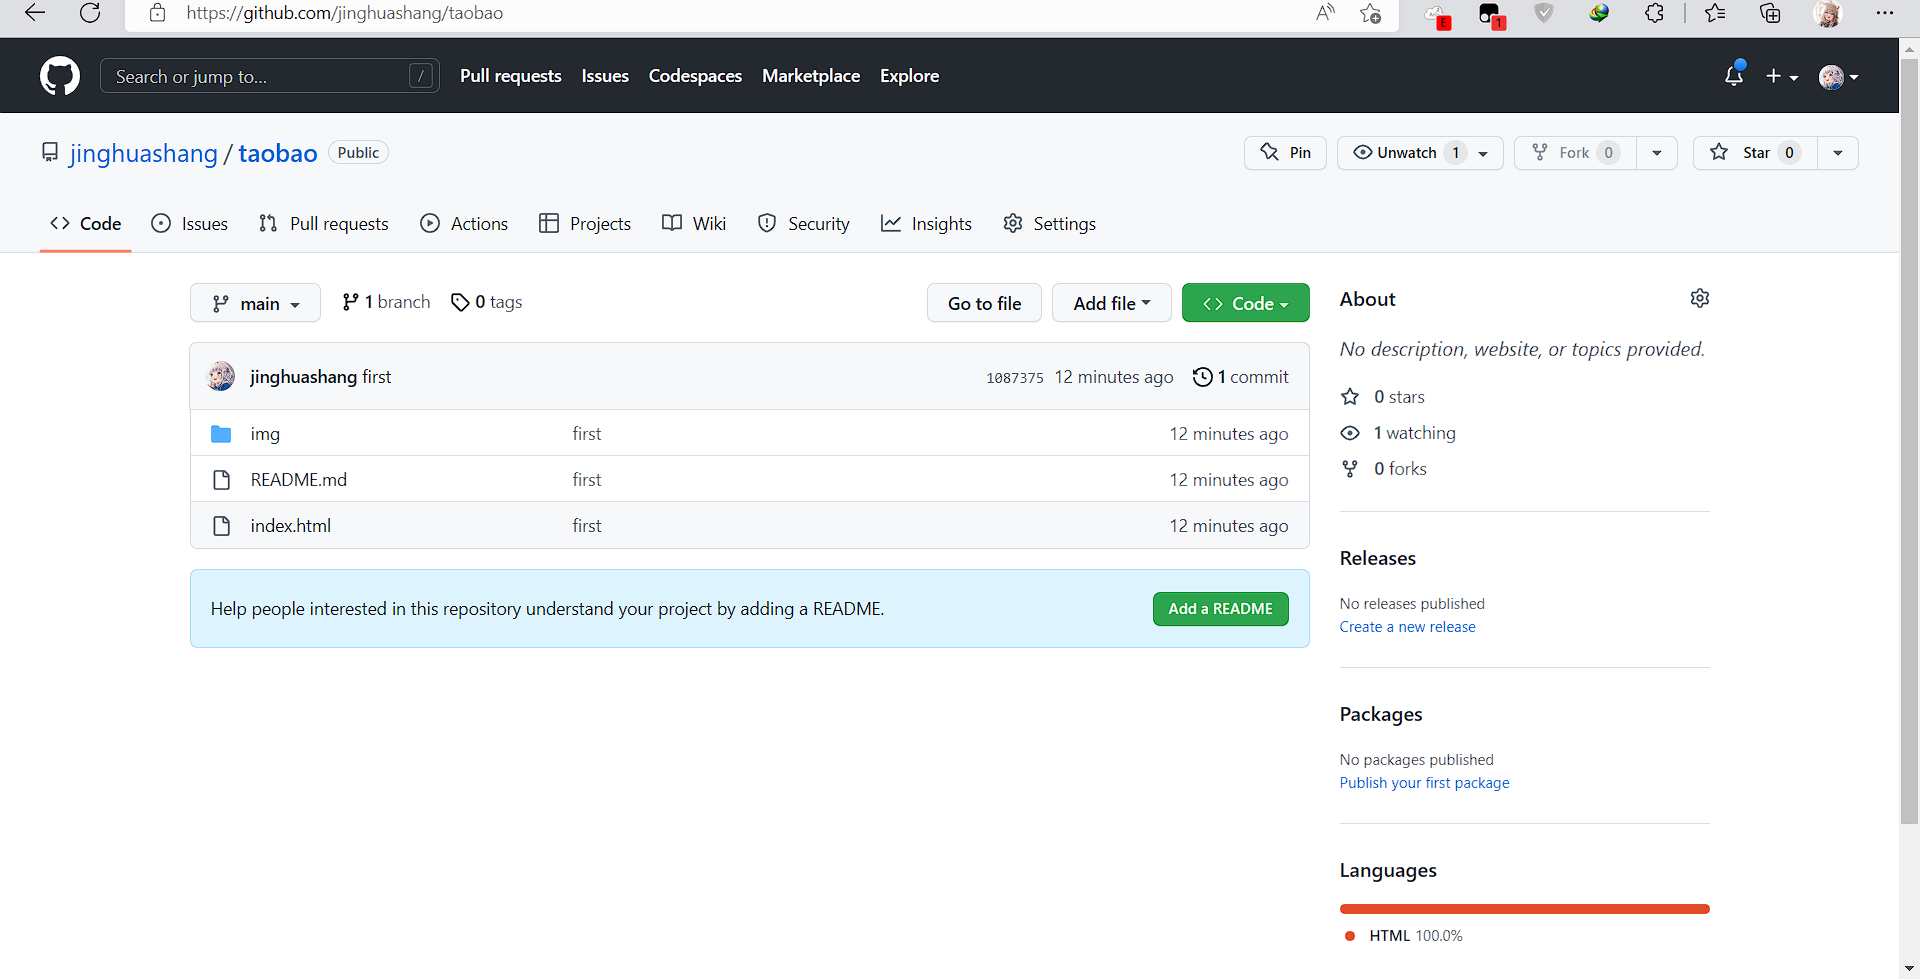 https://github.com/jinghuashang/taobao
E
1
Search or jump to...
/
Pull requests Issues Codespaces Marketplace Explore
jinghuashang / taobao Public
Pin
Unwatch 1
Fork 0
Star 0
Code Issues Pull requests Actions Projects Wiki Security Insights Settings
main 1 branch 0 tags
Go to file Add file Code
About
No description, website, or topics provided.
jinghuashang first 1087375 12 minutes ago 1 commit
img first 12 minutes ago
README.md first 12 minutes ago
index.html first 12 minutes ago
0 stars
1 watching
0 forks
Help people interested in this repository understand your project by adding a README.
Add a README
Releases
No releases published
Create a new release
Packages
No packages published
Publish your first package
Languages
HTML 100.0%